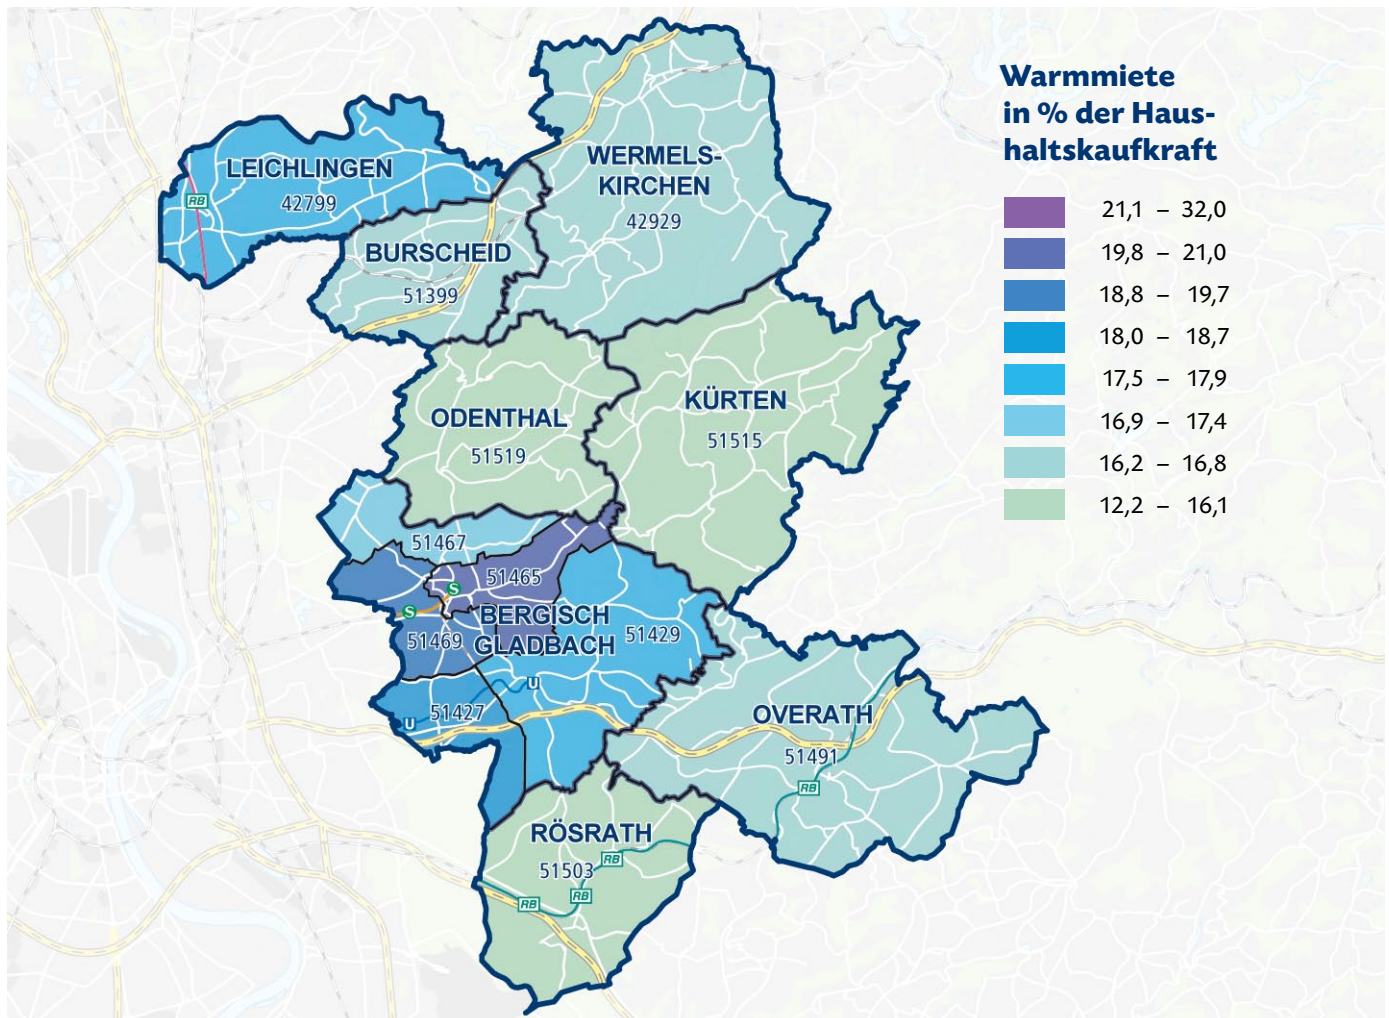 Warmmiete
in % der Haus-
haltskaufkraft
21,1 – 32,0
19,8 – 21,0
18,8 – 19,7
18,0 – 18,7
17,5 – 17,9
16,9 – 17,4
16,2 – 16,8
12,2 – 16,1
WERMELS-
KIRCHEN
42929
LEICHLINGEN
42799
RB
BURSCHEID
51399
ODENTHAL
51519
KÜRTEN
51515
51467
51465
S
S
BERGISCH
GLADBACH
51469
51429
U
U
51427
OVERATH
51491
RB
RÖSRATH
51503
RB
RB
RB